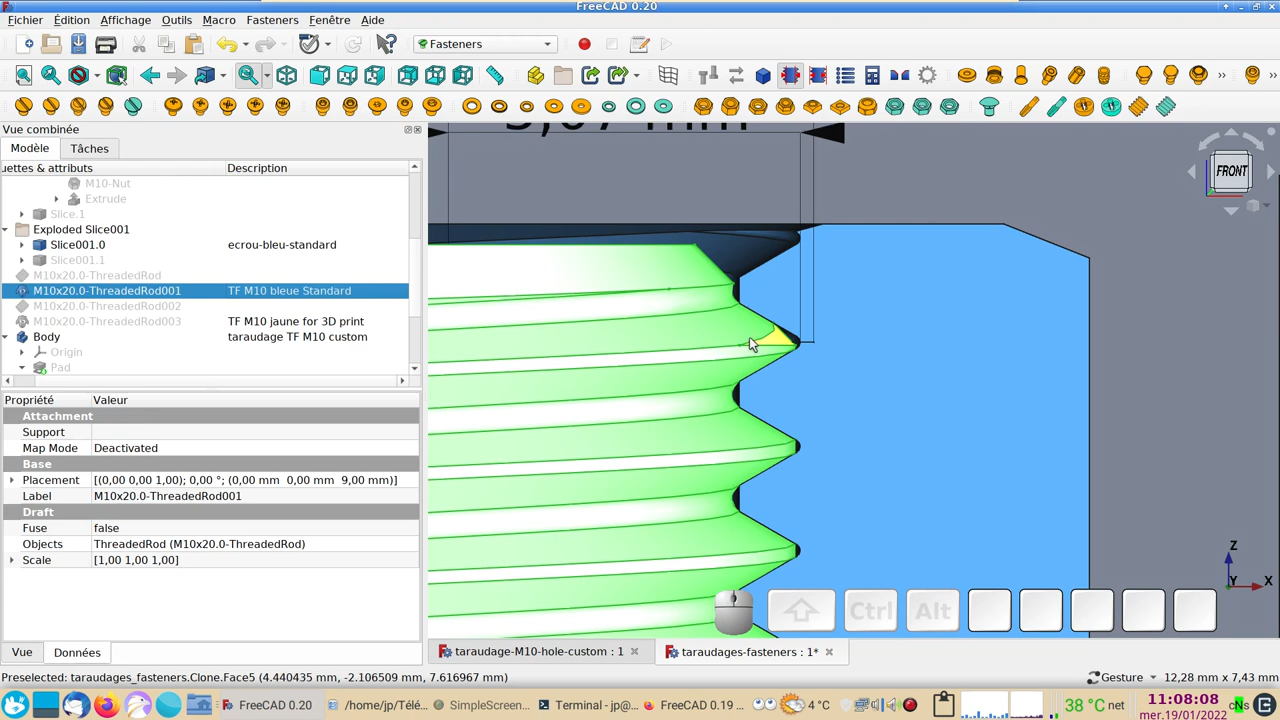 FreeCAD 0.20
Fichier Édition Affichage Outils Macro Fasteners Fenêtre Aide
Fasteners
Vue combinée
Modèle Tâches
uettes & attributs Description
M10-Nut
Extrude
Slice.1
Exploded Slice001
Slice001.0 ecrou-bleu-standard
Slice001.1
M10x20.0-ThreadedRod
M10x20.0-ThreadedRod001 TF M10 bleue Standard
M10x20.0-ThreadedRod002
M10x20.0-ThreadedRod003 TF M10 jaune for 3D print
Body taraudage TF M10 custom
Origin
Pad
Propriété Valeur
Attachment
Support
Map Mode Deactivated
Base
Placement [(0,00 0,00 1,00); 0,00 °; (0,00 mm 0,00 mm 9,00 mm)]
Label M10x20.0-ThreadedRod001
Draft
Fuse false
Objects ThreadedRod (M10x20.0-ThreadedRod)
Scale [1,00 1,00 1,00]
FRONT
Z
Y X
Ctrl Alt
Vue Données
taraudage-M10-hole-custom : 1 taraudages-fasteners : 1*
Preselected: taraudages_fasteners.Clone.Face5 (4.440435 mm, -2.106509 mm, 7.616967 mm) Gesture 12,28 mm x 7,43 mm
FreeCAD 0.20 /home/jp/Télé... SimpleScreen... Terminal - jp@... FreeCAD 0.19 ... 4°C 38 °C net 11:08:08 cNs
mer.19/01/2022